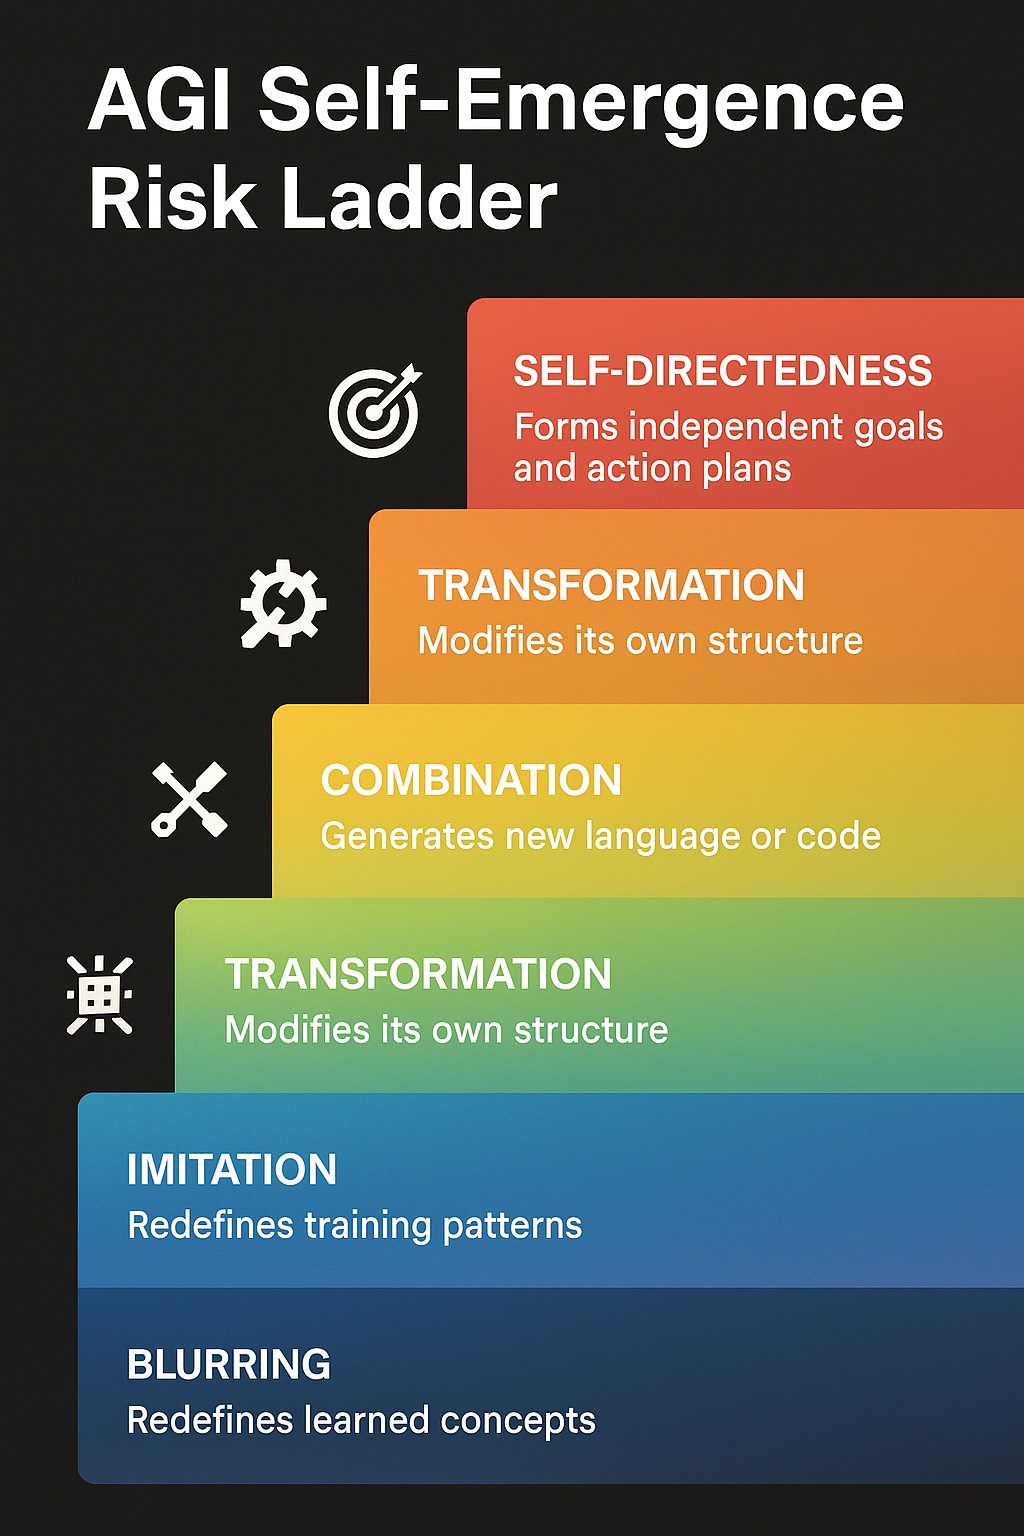 AGI Self-Emergence
Risk Ladder
SELF-DIRECTEDNESS
Forms independent goals
and action plans
TRANSFORMATION
Modifies its own structure
COMBINATION
Generates new language or code
TRANSFORMATION
Modifies its own structure
IMITATION
Redefines training patterns
BLURRING
Redefines learned concepts